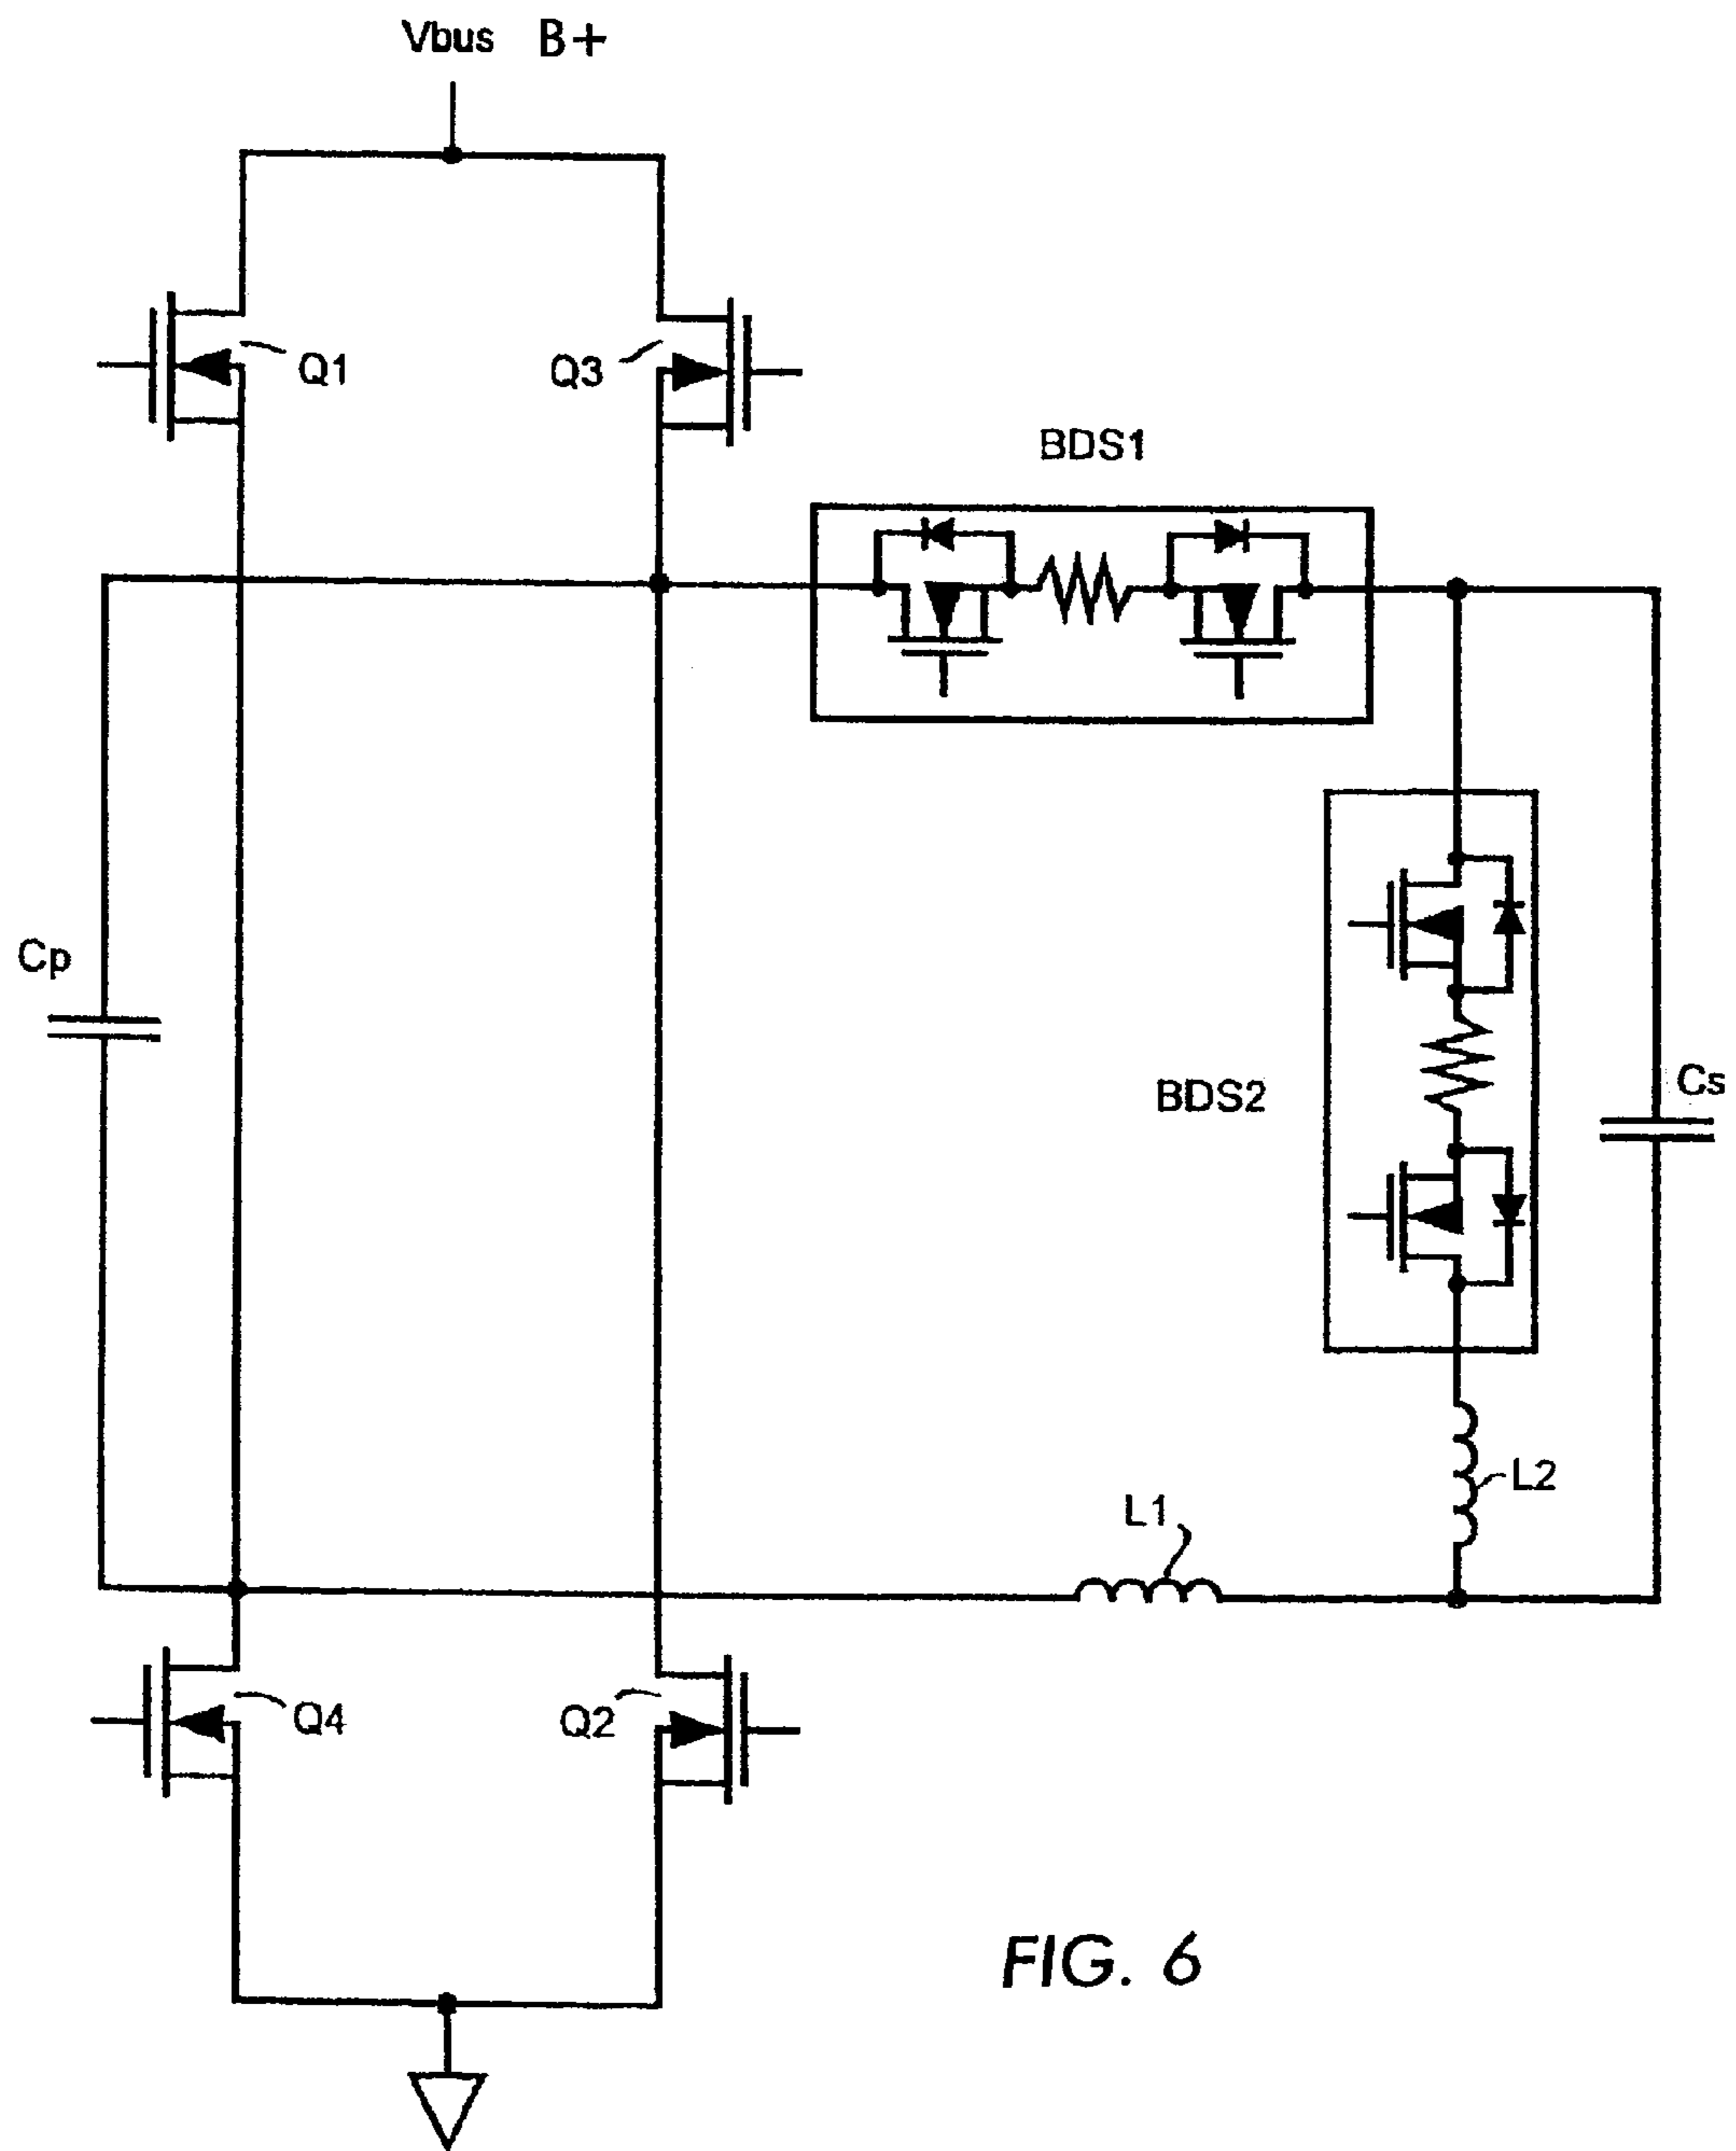 Vbus B+
Q1
Q3
BDS1
Cp
BDS2
Cs
L2
L1
Q4
Q2
FIG. 6